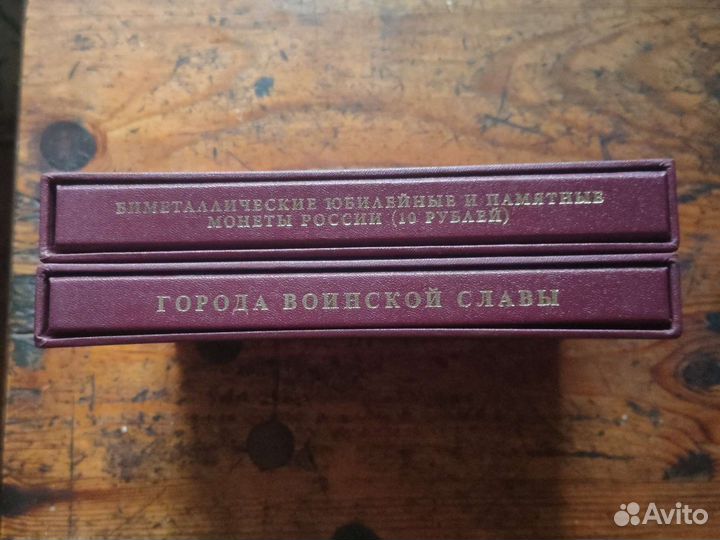 БИМЕТАЛЛИЧЕСКИЕ ЮБИЛЕЙНЫЕ И ПАМЯТНЫЕ
МОНЕТЫ РОССИИ (10 РУБЛЕЙ)
ГОРОДА ВОИНСКОЙ СЛАВЫ
Avito